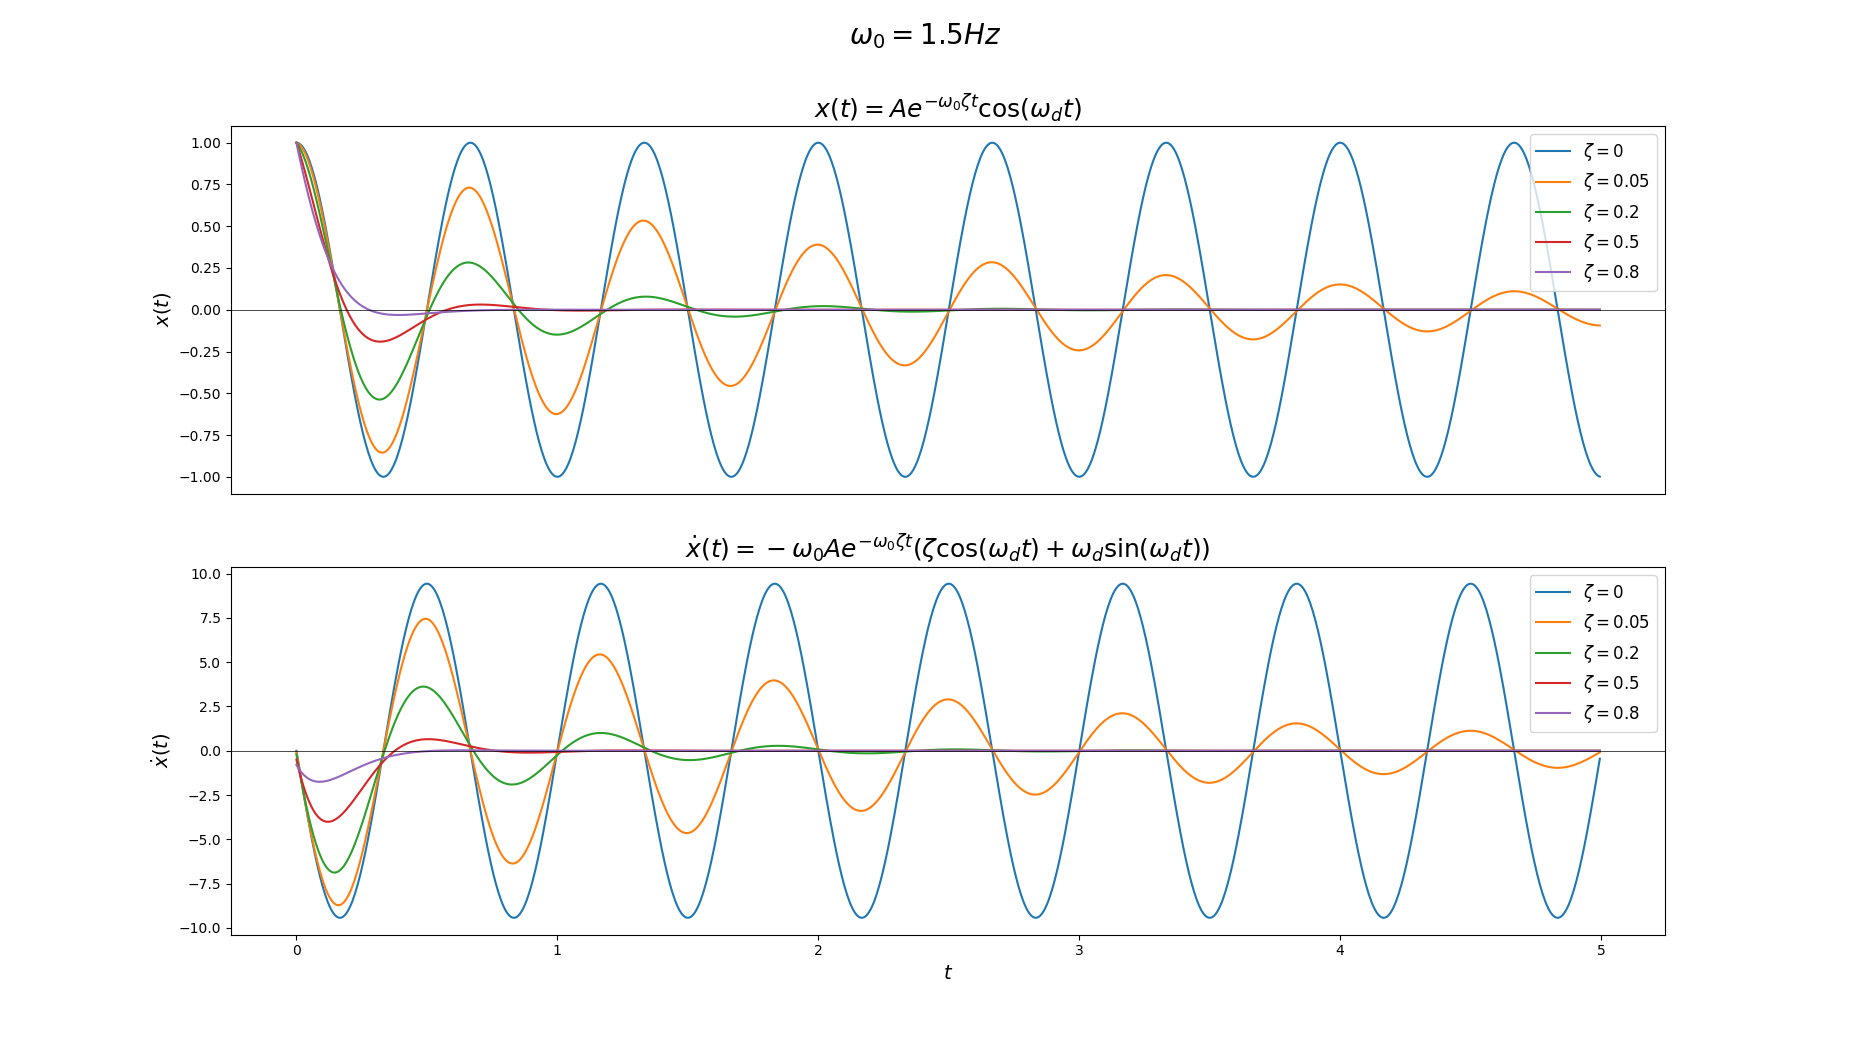 ω₀ = 1.5Hz
x(t) = Ae^{−ω₀ζt}cos(ω_d t)
1.00
0.75
0.50
0.25
0.00
−0.25
−0.50
−0.75
−1.00
x(t)
ζ = 0
ζ = 0.05
ζ = 0.2
ζ = 0.5
ζ = 0.8
ẋ(t) = −ω₀Ae^{−ω₀ζt}(ζcos(ω_d t) + ω_d sin(ω_d t))
10.0
7.5
5.0
2.5
0.0
−2.5
−5.0
−7.5
−10.0
ẋ(t)
ζ = 0
ζ = 0.05
ζ = 0.2
ζ = 0.5
ζ = 0.8
0 1 2 3 4 5
t